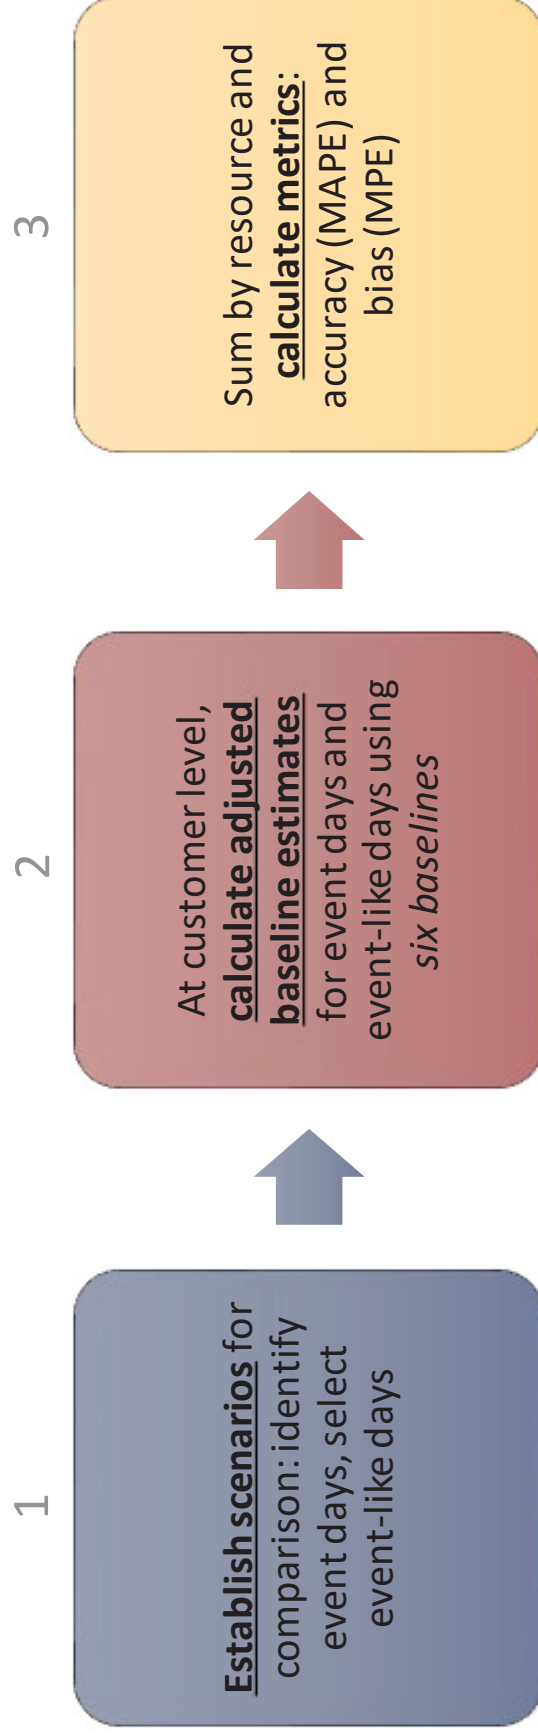 1
Establish scenarios for
comparison: identify
event days, select
event-like days
2
At customer level,
calculate adjusted
baseline estimates
for event days and
event-like days using
six baselines
3
Sum by resource and
calculate metrics:
accuracy (MAPE) and
bias (MPE)